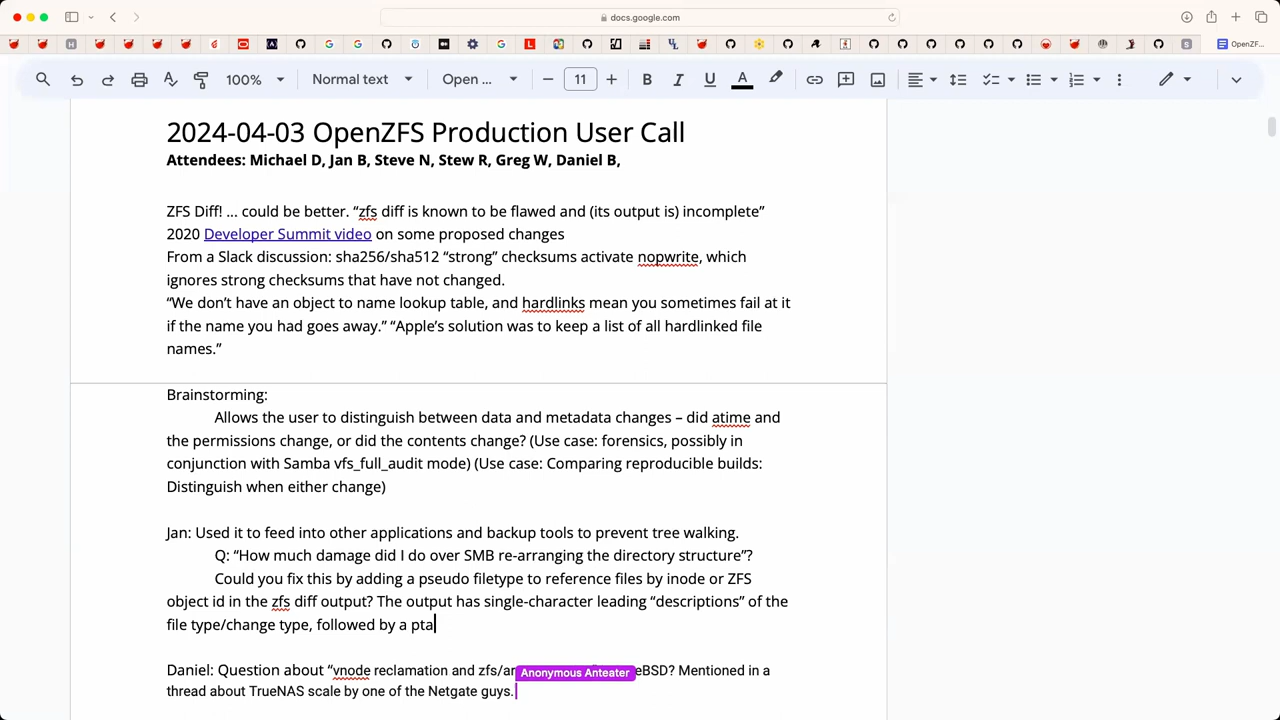 docs.google.com
OpenZF...
100%
Normal text
Open ...
11
2024-04-03 OpenZFS Production User Call
Attendees: Michael D, Jan B, Steve N, Stew R, Greg W, Daniel B,
ZFS Diff! ... could be better. “zfs diff is known to be flawed and (its output is) incomplete”
2020 Developer Summit video on some proposed changes
From a Slack discussion: sha256/sha512 “strong” checksums activate nopwrite, which
ignores strong checksums that have not changed.
“We don’t have an object to name lookup table, and hardlinks mean you sometimes fail at it
if the name you had goes away.” “Apple’s solution was to keep a list of all hardlinked file
names.”
Brainstorming:
Allows the user to distinguish between data and metadata changes – did atime and
the permissions change, or did the contents change? (Use case: forensics, possibly in
conjunction with Samba vfs_full_audit mode) (Use case: Comparing reproducible builds:
Distinguish when either change)
Jan: Used it to feed into other applications and backup tools to prevent tree walking.
Q: “How much damage did I do over SMB re-arranging the directory structure”?
Could you fix this by adding a pseudo filetype to reference files by inode or ZFS
object id in the zfs diff output? The output has single-character leading “descriptions” of the
file type/change type, followed by a pta
Daniel: Question about “vnode reclamation and zfs/ar Anonymous Anteater eBSD? Mentioned in a
thread about TrueNAS scale by one of the Netgate guys.